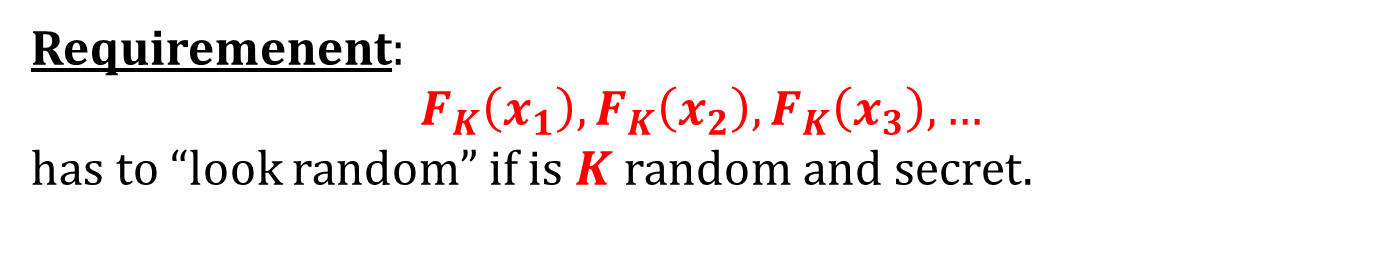 Requiremenent:
F_K(x_1), F_K(x_2), F_K(x_3), ...
has to “look random” if is K random and secret.